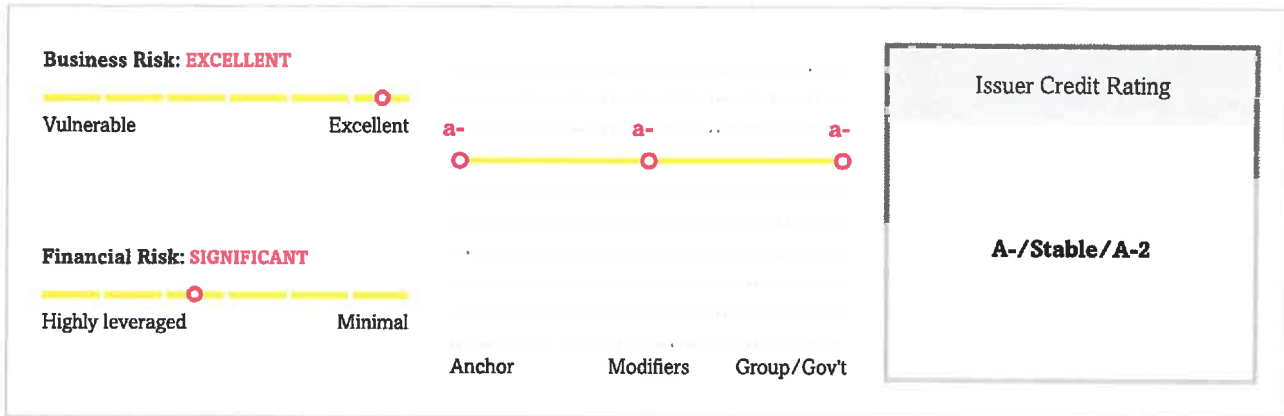 Business Risk: EXCELLENT
Vulnerable Excellent
Financial Risk: SIGNIFICANT
Highly leveraged Minimal
a- a- a-
Anchor Modifiers Group/Gov't
Issuer Credit Rating
A-/Stable/A-2